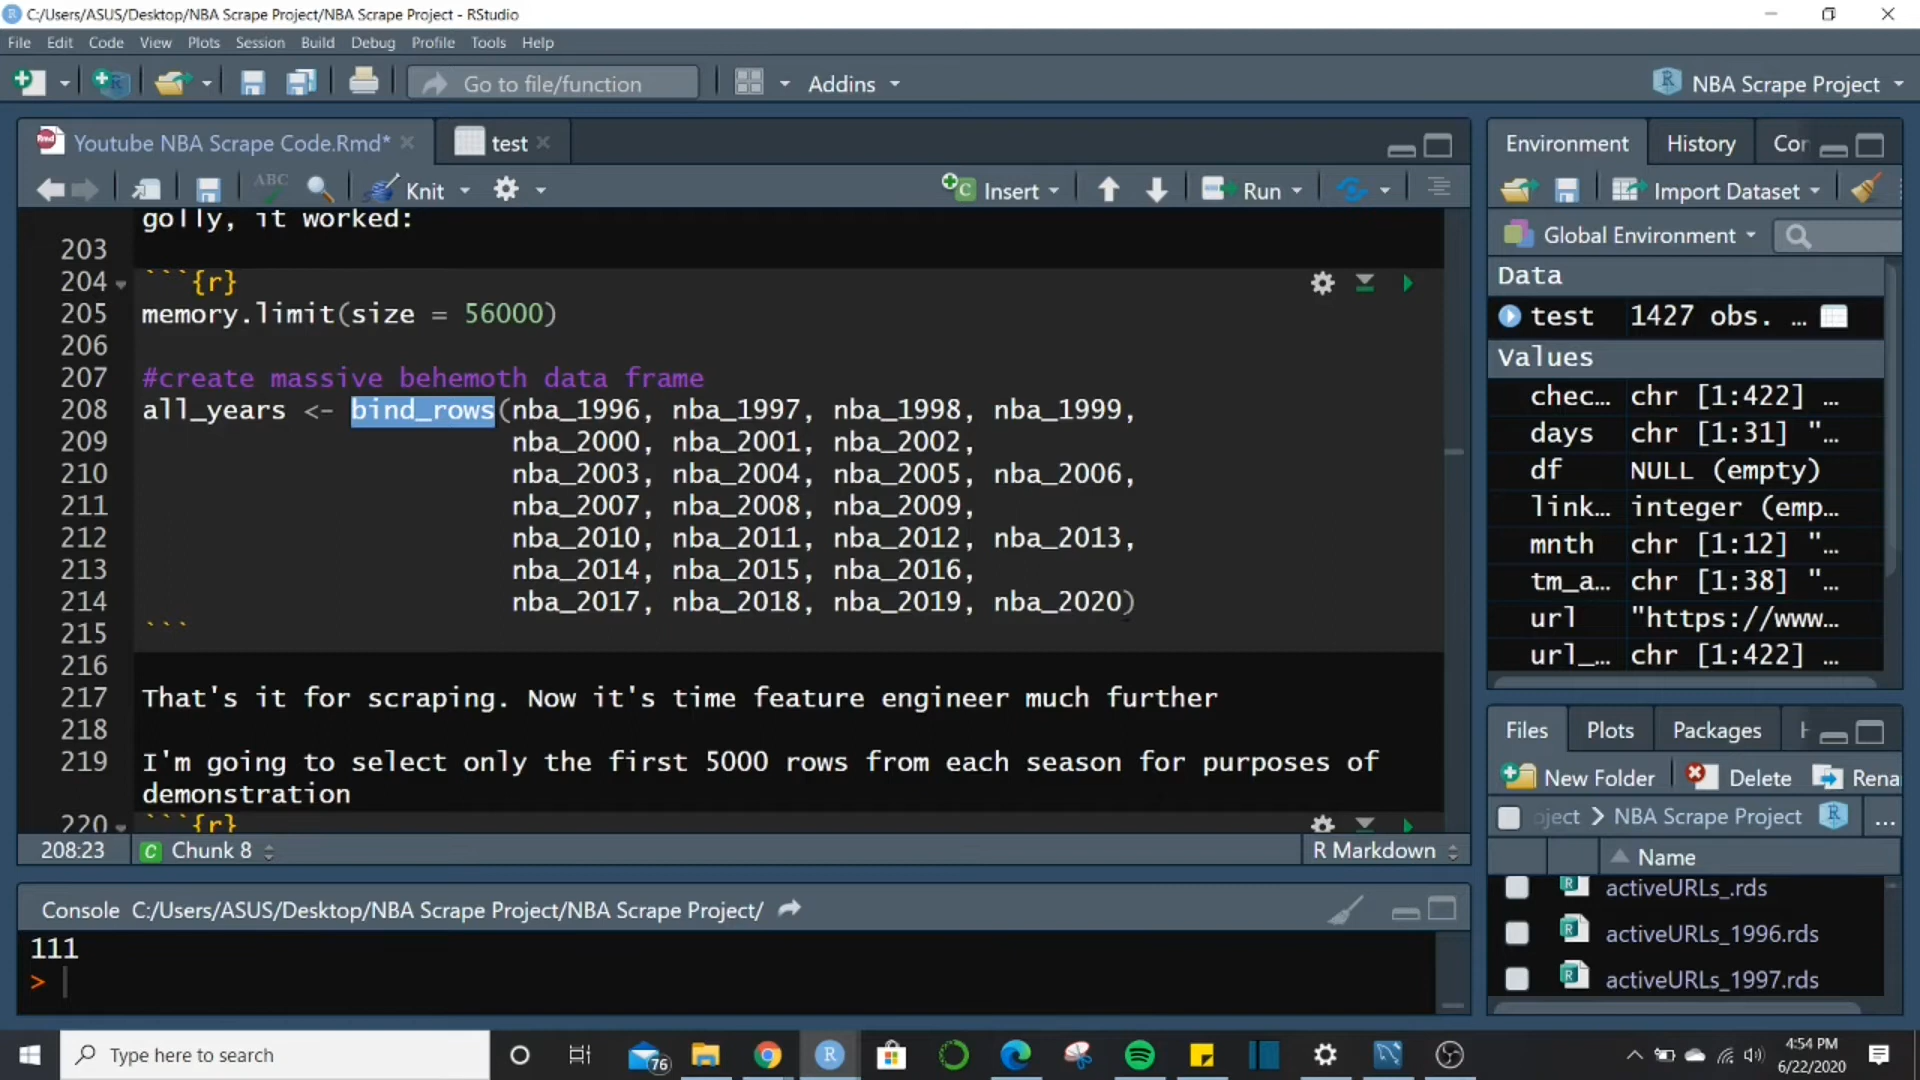 C:/Users/ASUS/Desktop/NBA Scrape Project/NBA Scrape Project - RStudio
File Edit Code View Plots Session Build Debug Profile Tools Help
Go to file/function Addins NBA Scrape Project
Youtube NBA Scrape Code.Rmd* test
ABC Knit Insert Run
golly, it worked:
203
204 ```{r}
205 memory.limit(size = 56000)
206
207 #create massive behemoth data frame
208 all_years <- bind_rows(nba_1996, nba_1997, nba_1998, nba_1999,
209 nba_2000, nba_2001, nba_2002,
210 nba_2003, nba_2004, nba_2005, nba_2006,
211 nba_2007, nba_2008, nba_2009,
212 nba_2010, nba_2011, nba_2012, nba_2013,
213 nba_2014, nba_2015, nba_2016,
214 nba_2017, nba_2018, nba_2019, nba_2020)
215 ```
216
217 That's it for scraping. Now it's time feature engineer much further
218
219 I'm going to select only the first 5000 rows from each season for purposes of
demonstration
220 ```{r}
208:23 C Chunk 8 R Markdown
Console C:/Users/ASUS/Desktop/NBA Scrape Project/NBA Scrape Project/
111
>
Environment History Cor
Import Dataset
Global Environment
Data
test 1427 obs. …
Values
chec… chr [1:422] …
days chr [1:31] "…
df NULL (empty)
link… integer (emp…
mnth chr [1:12] "…
tm_a… chr [1:38] "…
url "https://www…
url_… chr [1:422] …
Files Plots Packages
New Folder Delete Rena
oject > NBA Scrape Project ...
Name
activeURLs_.rds
activeURLs_1996.rds
activeURLs_1997.rds
Type here to search
76
4:54 PM
6/22/2020